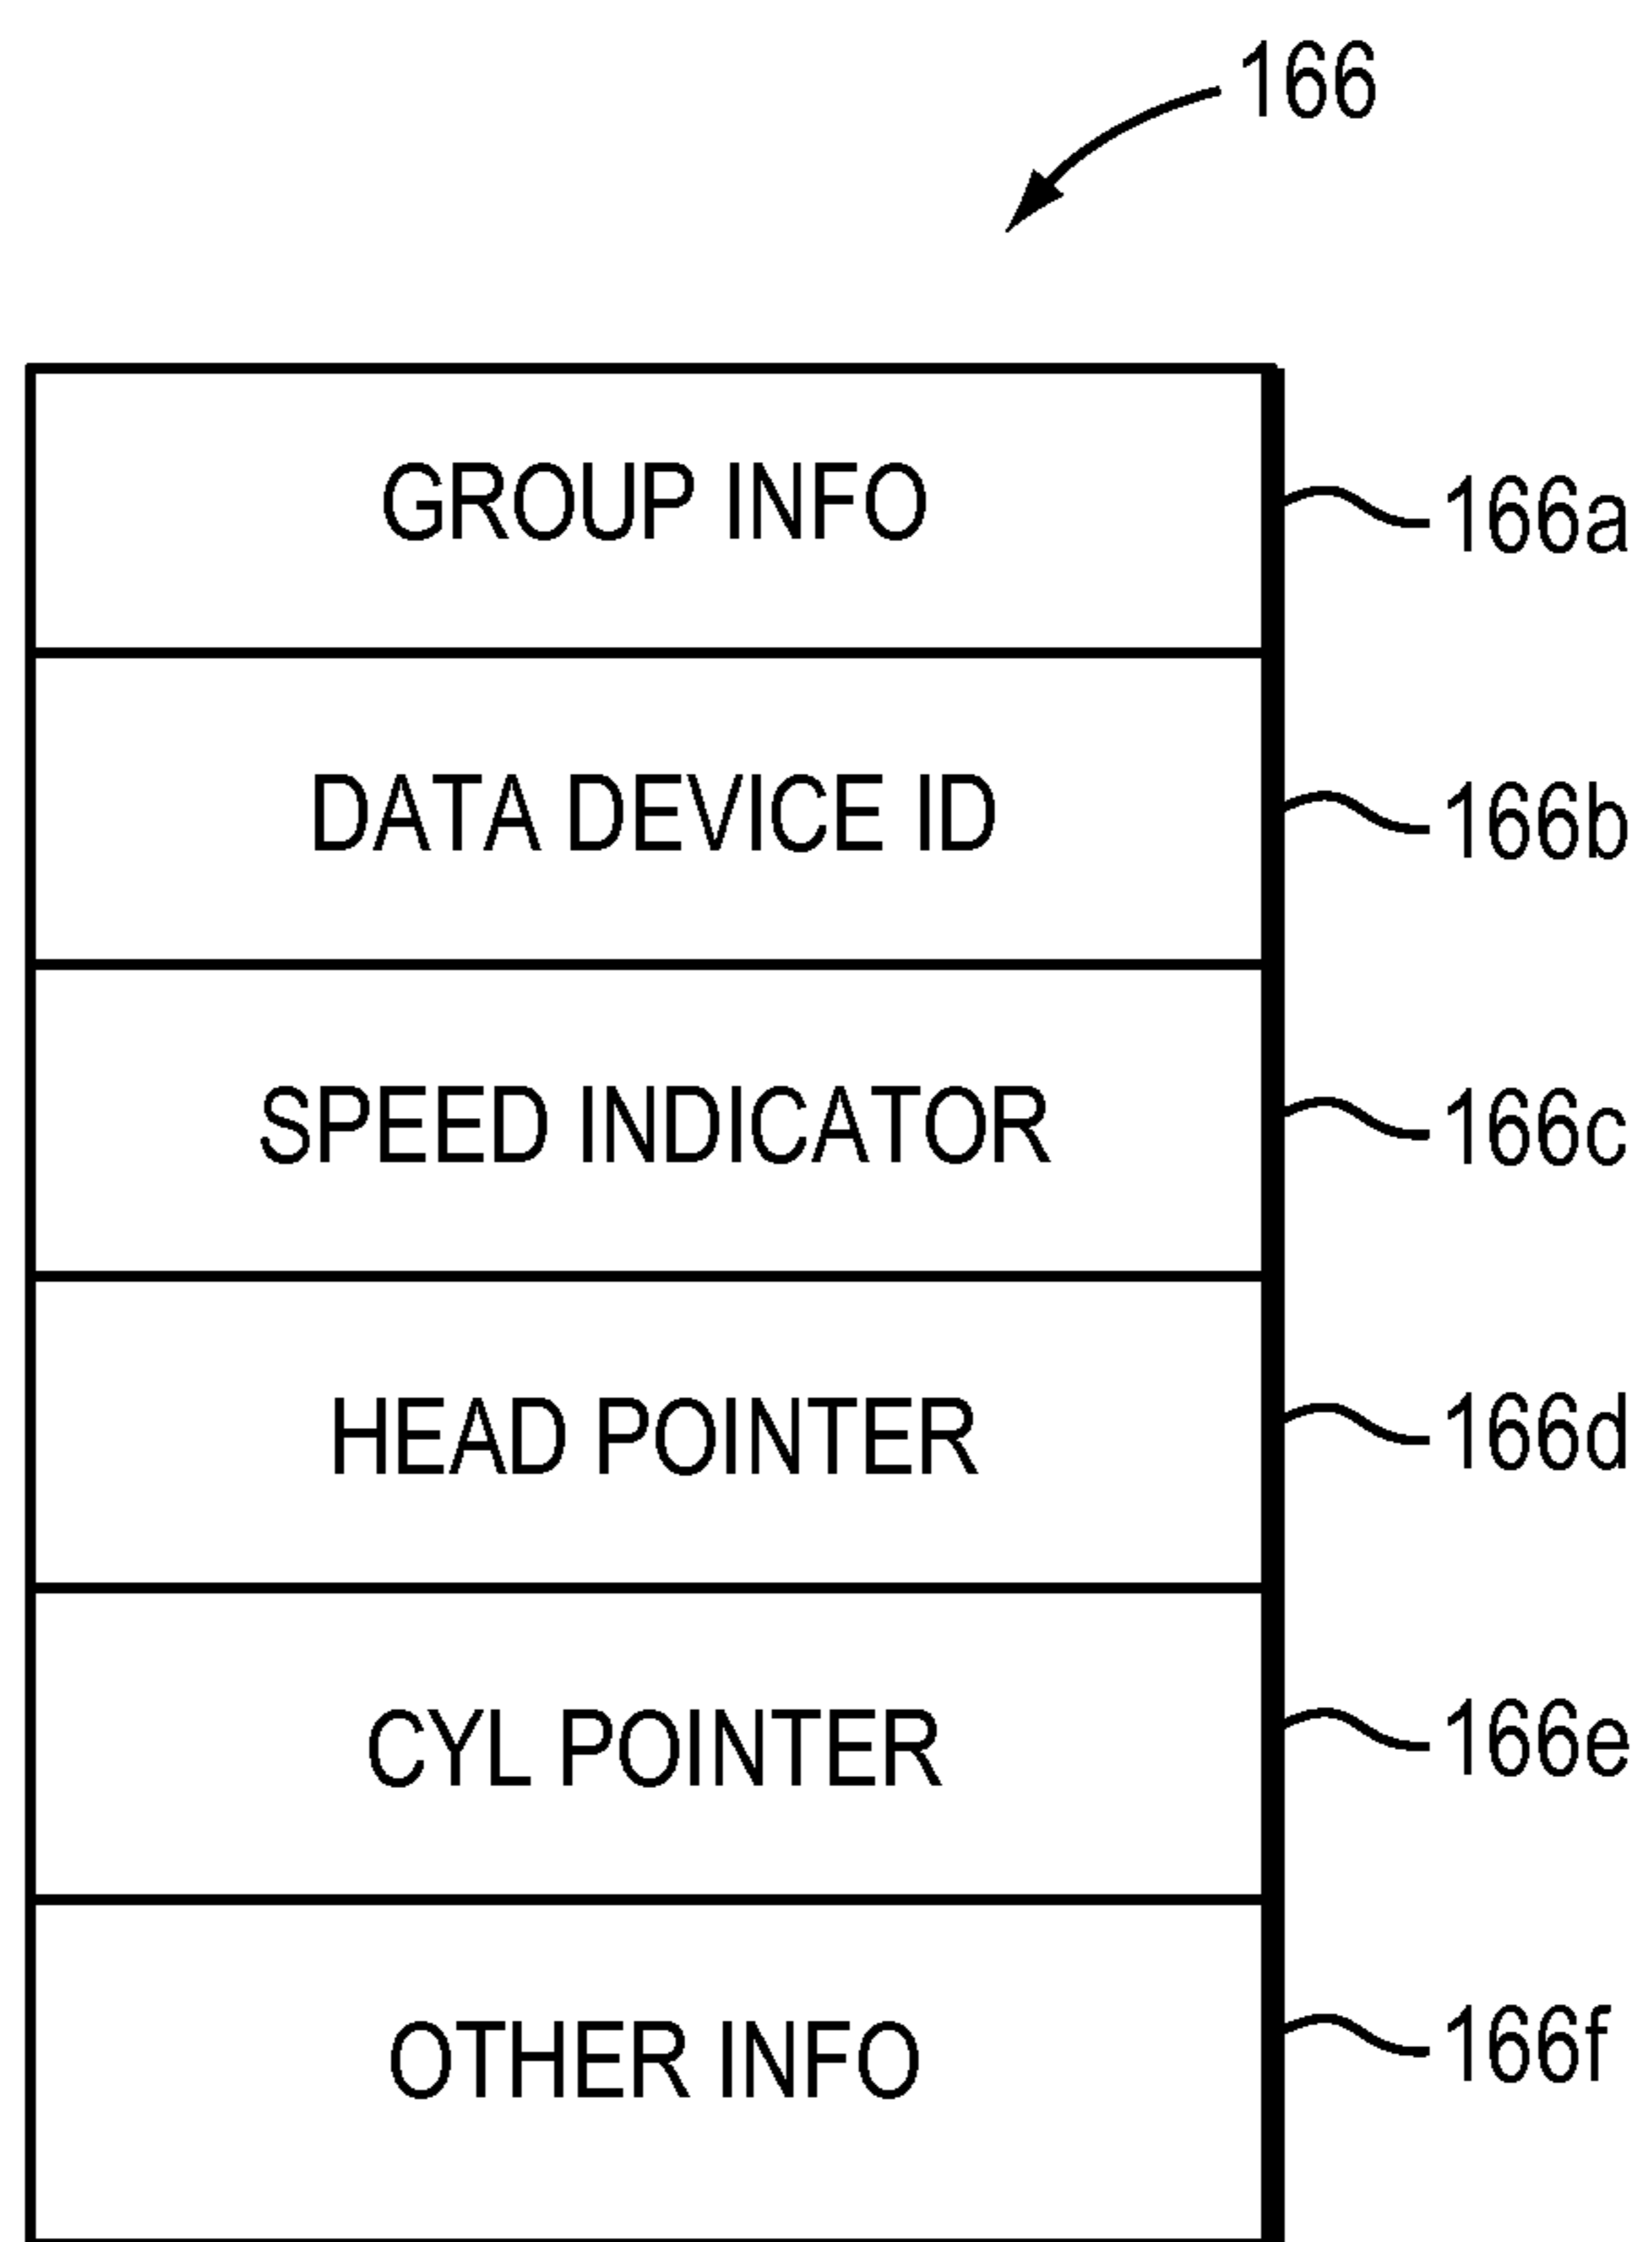 166
GROUP INFO 166a
DATA DEVICE ID 166b
SPEED INDICATOR 166c
HEAD POINTER 166d
CYL POINTER 166e
OTHER INFO 166f